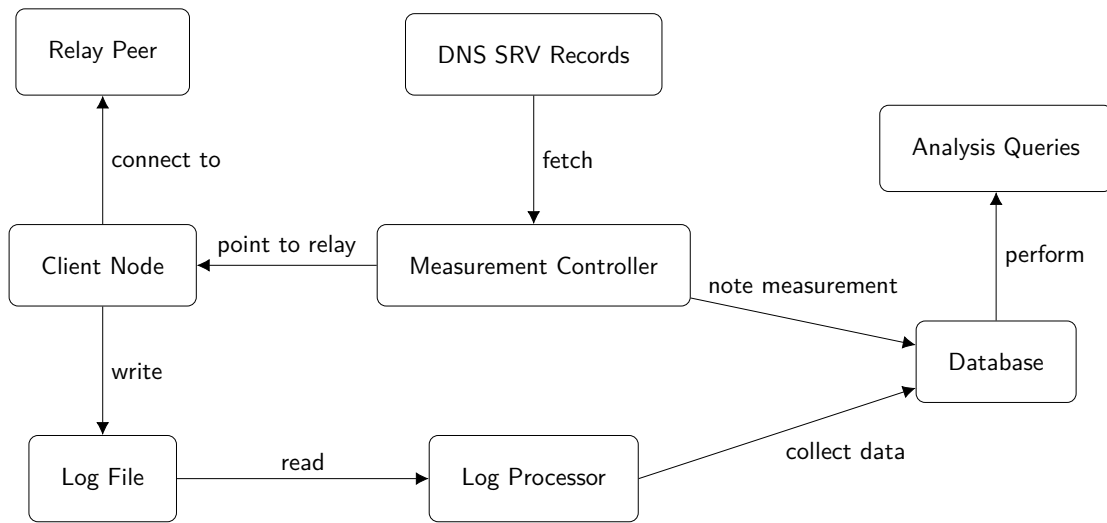 Relay Peer
DNS SRV Records
Analysis Queries
connect to
fetch
Client Node
point to relay
Measurement Controller
perform
note measurement
Database
write
collect data
Log File
read
Log Processor